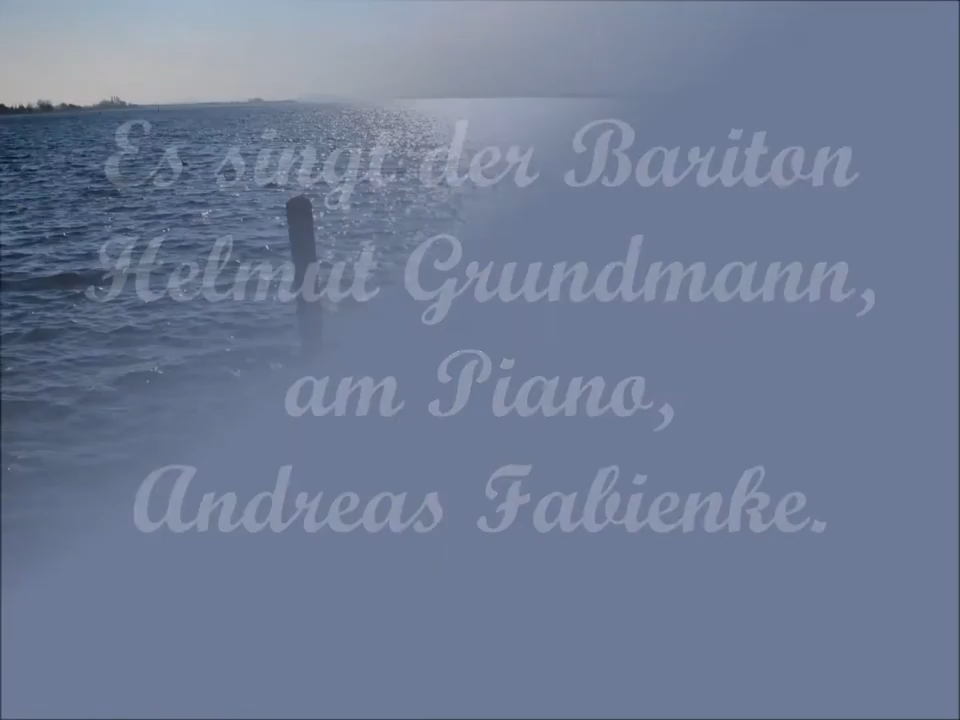 Es singt der Bariton
Helmut Grundmann,
am Piano,
Andreas Fabienke.